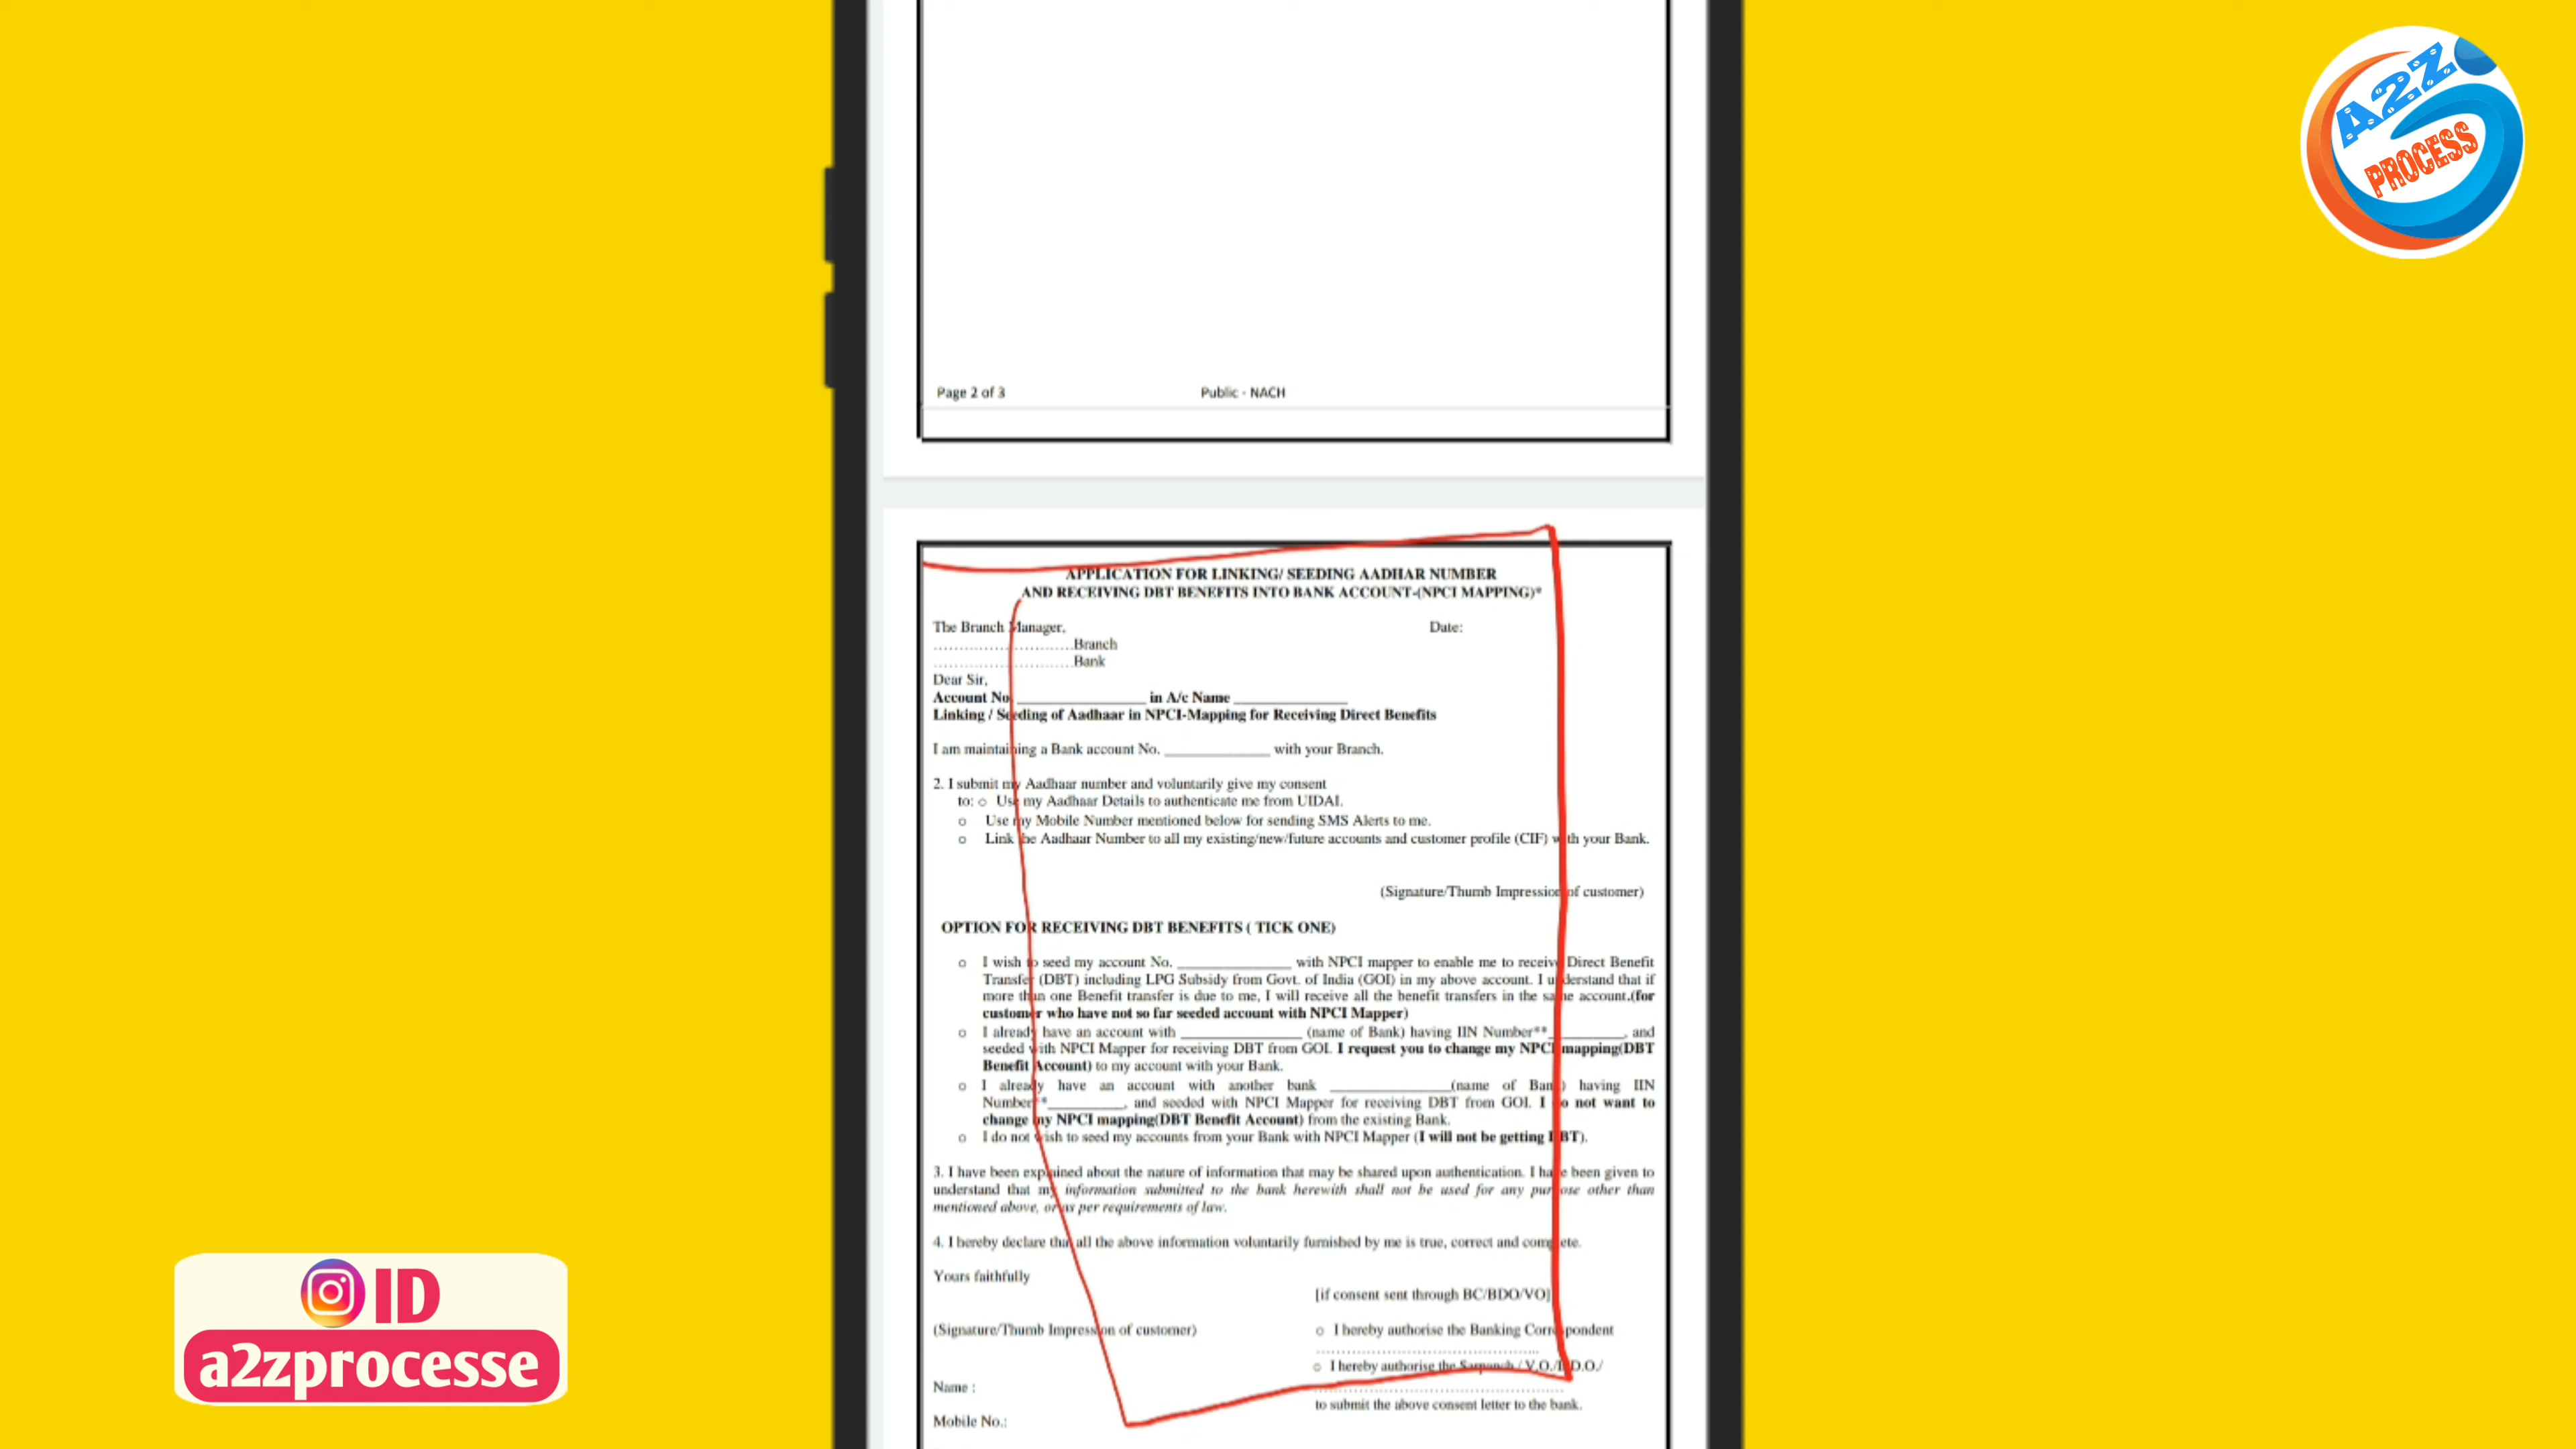 A2Z
PROCESS
Page 2 of 3 Public - NACH
APPLICATION FOR LINKING/ SEEDING AADHAR NUMBER
AND RECEIVING DBT BENEFITS INTO BANK ACCOUNT-(NPCI MAPPING)*
The Branch Manager, Date:
..........................Branch
..........................Bank
Dear Sir,
Account No. ______________ in A/c Name ______________
Linking / Seeding of Aadhaar in NPCI-Mapping for Receiving Direct Benefits
I am maintaining a Bank account No. ______________ with your Branch.
2. I submit my Aadhaar number and voluntarily give my consent
to: o Use my Aadhaar Details to authenticate me from UIDAI.
o Use my Mobile Number mentioned below for sending SMS Alerts to me.
o Link the Aadhaar Number to all my existing/new/future accounts and customer profile (CIF) with your Bank.
(Signature/Thumb Impression of customer)
OPTION FOR RECEIVING DBT BENEFITS ( TICK ONE)
o I wish to seed my account No. ______________ with NPCI mapper to enable me to receive Direct Benefit
Transfer (DBT) including LPG Subsidy from Govt. of India (GOI) in my above account. I understand that if
more than one Benefit transfer is due to me, I will receive all the benefit transfers in the same account.(for
customer who have not so far seeded account with NPCI Mapper)
o I already have an account with ______________ (name of Bank) having IIN Number**_________, and
seeded with NPCI Mapper for receiving DBT from GOI. I request you to change my NPCI mapping(DBT
Benefit Account) to my account with your Bank.
o I already have an account with another bank ______________(name of Bank) having IIN
Number**_________, and seeded with NPCI Mapper for receiving DBT from GOI. I do not want to
change my NPCI mapping(DBT Benefit Account) from the existing Bank.
o I do not wish to seed my accounts from your Bank with NPCI Mapper (I will not be getting DBT).
3. I have been explained about the nature of information that may be shared upon authentication. I have been given to
understand that my information submitted to the bank herewith shall not be used for any purpose other than
mentioned above, or as per requirements of law.
4. I hereby declare that all the above information voluntarily furnished by me is true, correct and complete.
Yours faithfully
[if consent sent through BC/BDO/VO]
(Signature/Thumb Impression of customer) o I hereby authorise the Banking Correspondent
..........................................
o I hereby authorise the Sarpanch / V.O./B.D.O./
..........................................
Name :
to submit the above consent letter to the bank.
Mobile No.:
ID
a2zprocesse